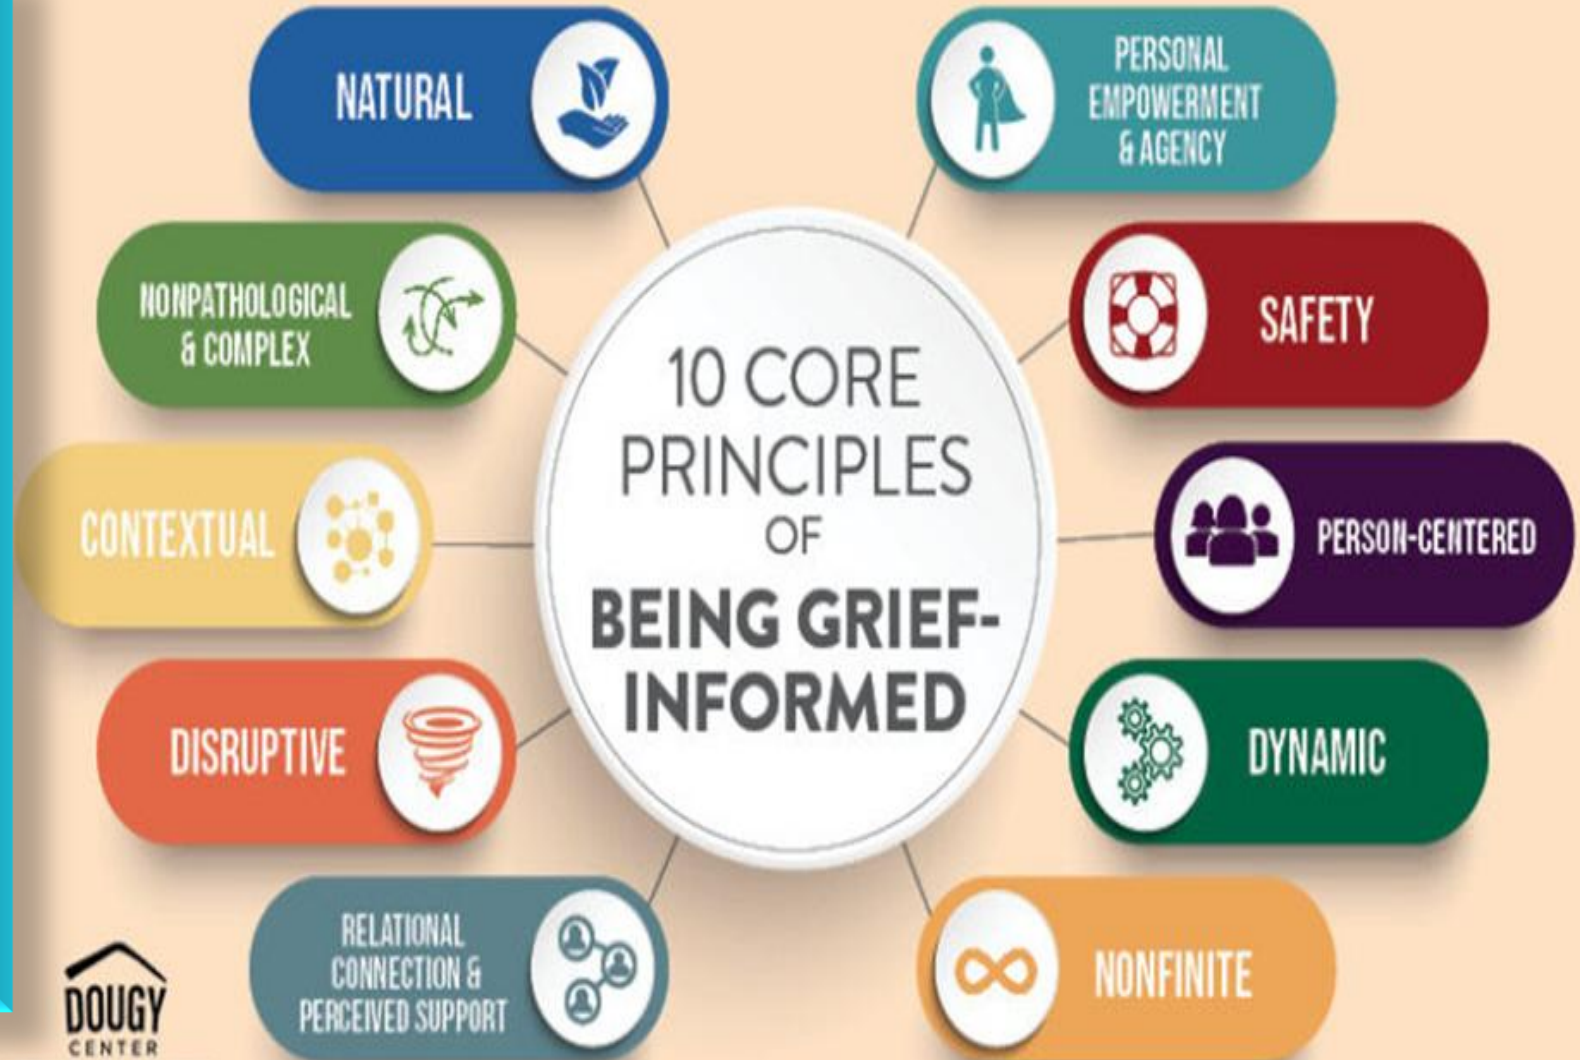 NATURAL
NONPATHOLOGICAL
& COMPLEX
CONTEXTUAL
DISRUPTIVE
RELATIONAL
CONNECTION &
PERCEIVED SUPPORT
10 CORE
PRINCIPLES
OF
BEING GRIEF-
INFORMED
PERSONAL
EMPOWERMENT
& AGENCY
SAFETY
PERSON-CENTERED
DYNAMIC
NONFINITE
DOUGY
CENTER